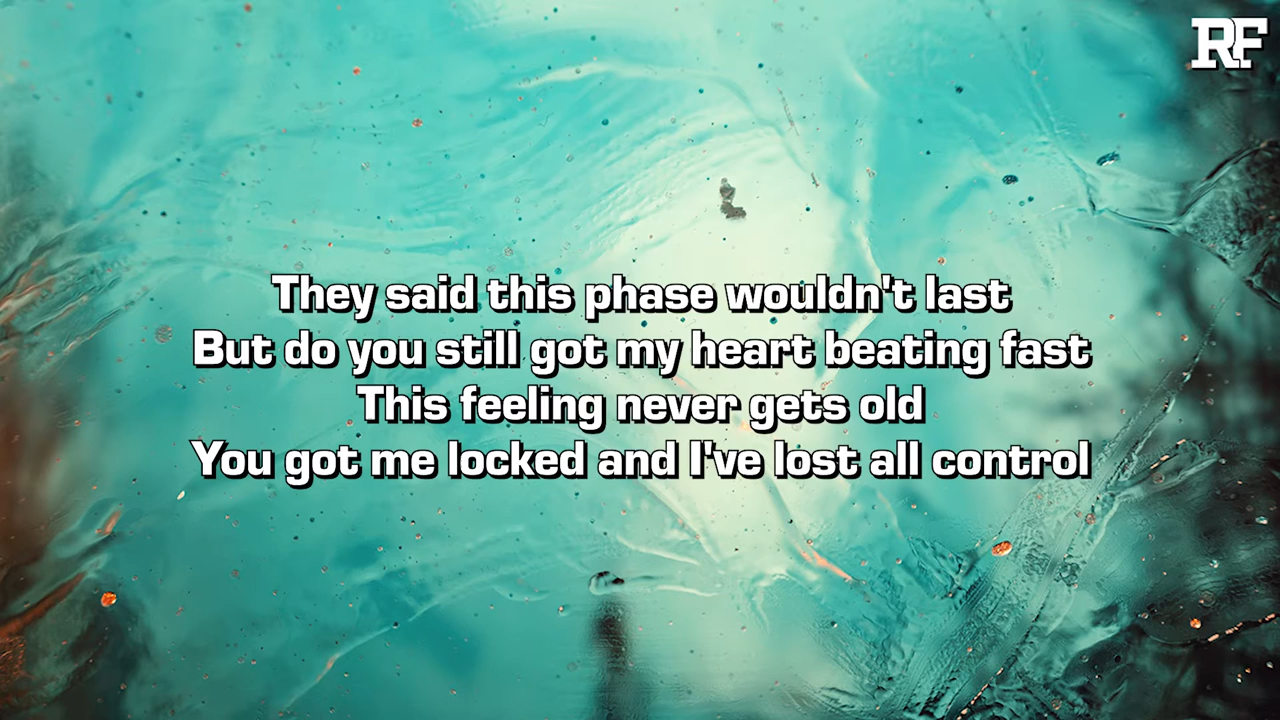 RF
They said this phase wouldn't last
But do you still got my heart beating fast
This feeling never gets old
You got me locked and I've lost all control